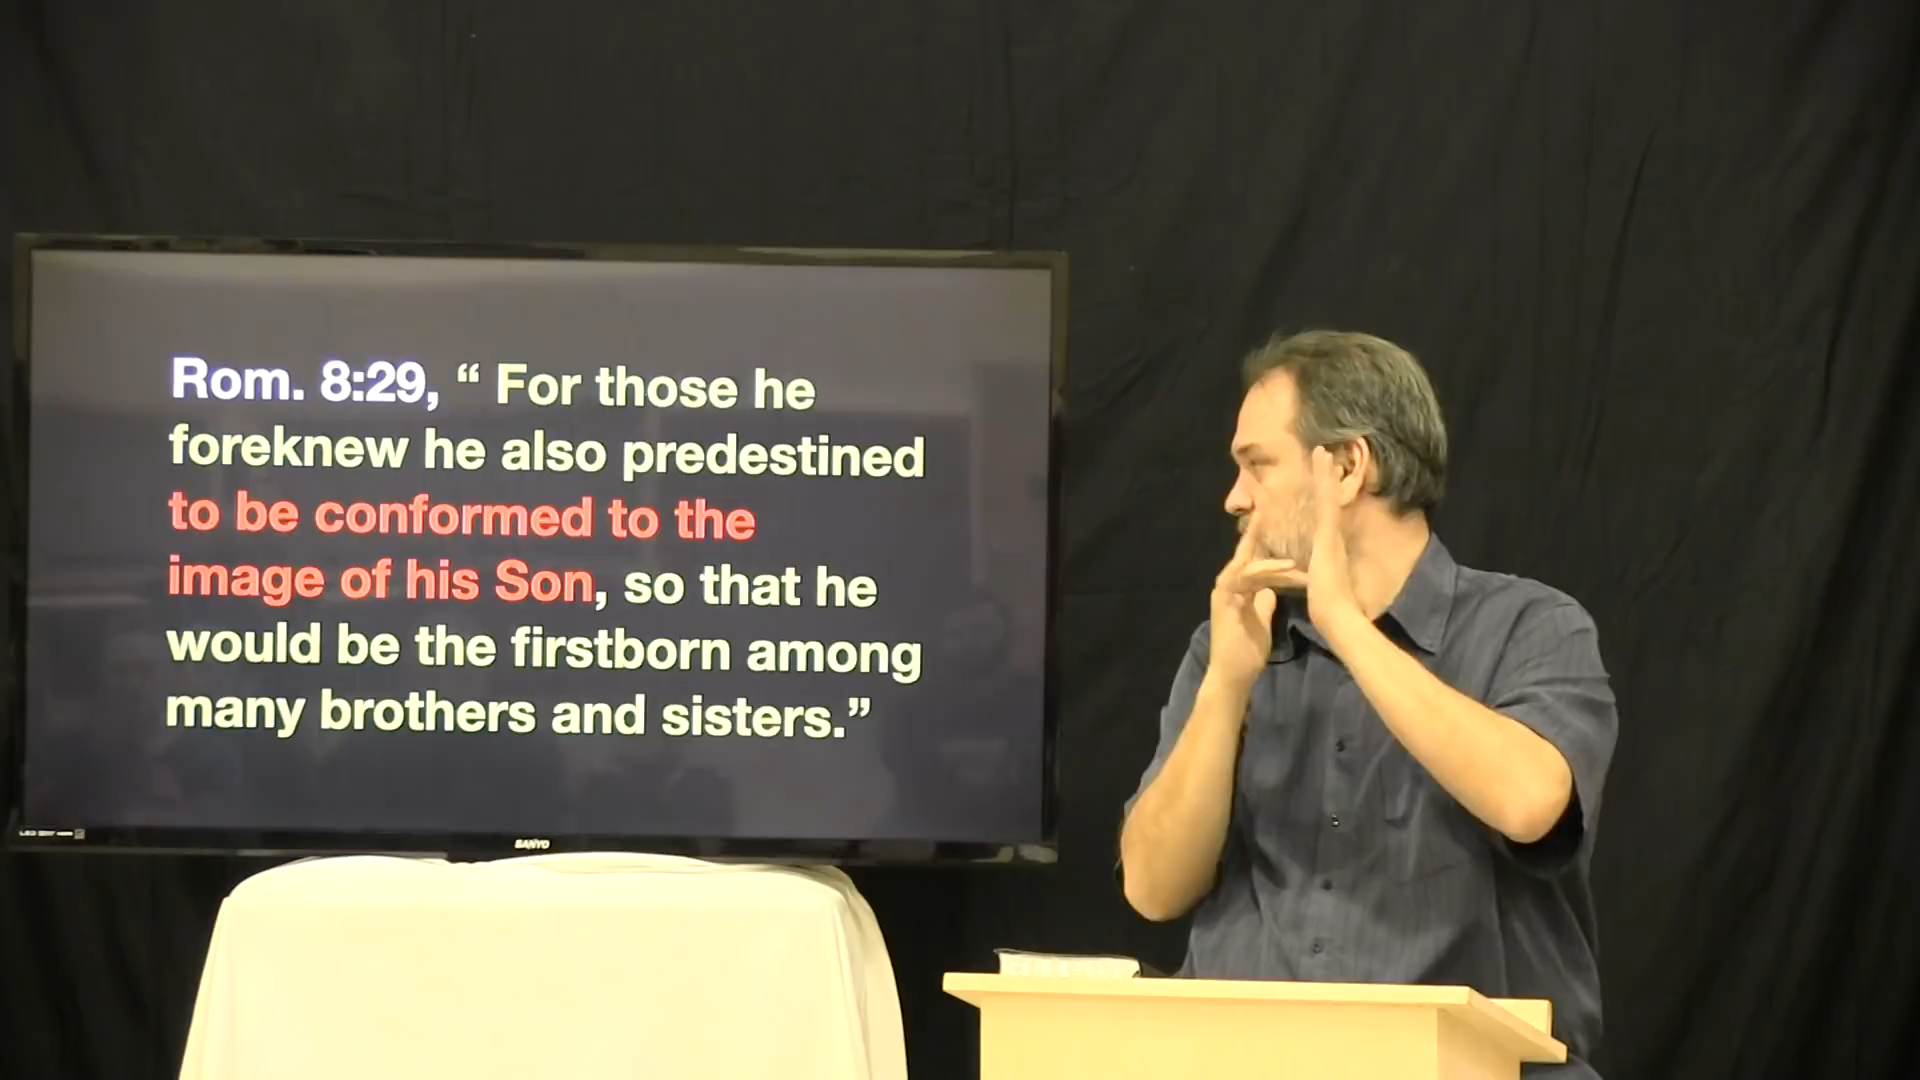 Rom. 8:29, “ For those he
foreknew he also predestined
to be conformed to the
image of his Son, so that he
would be the firstborn among
many brothers and sisters.”
SANYO